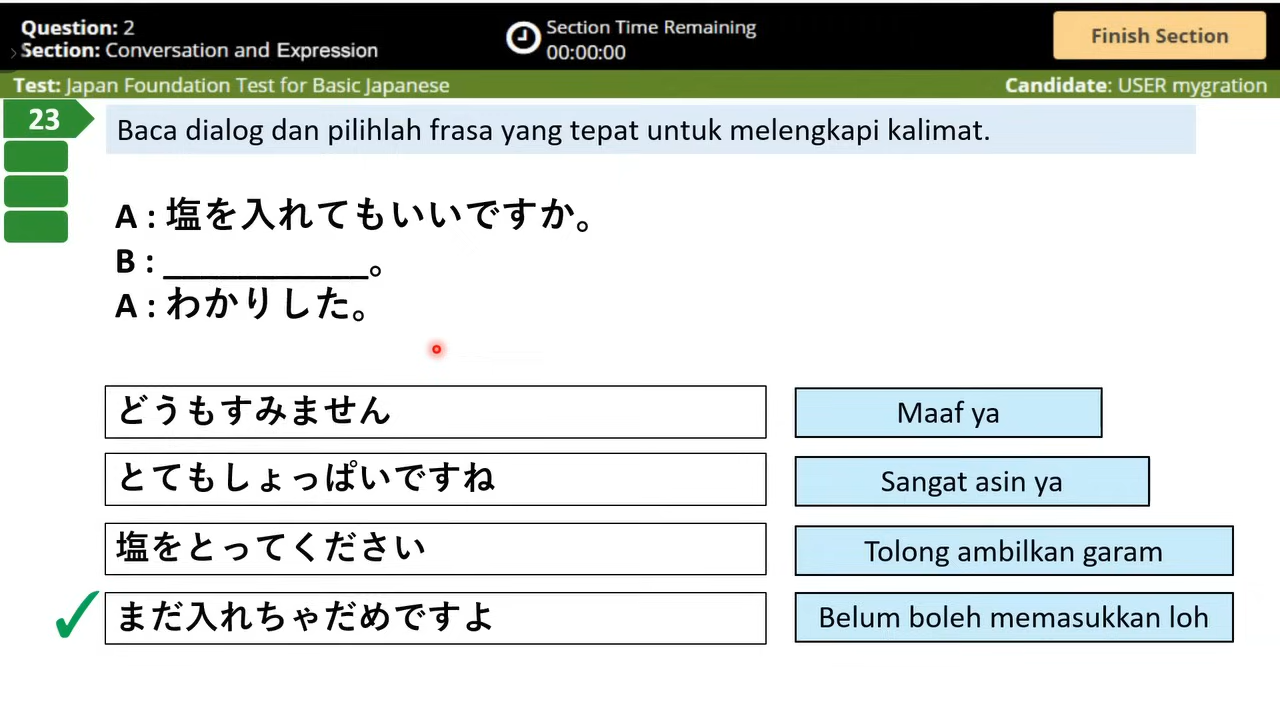 Question: 2
Section: Conversation and Expression
Section Time Remaining
00:00:00
Finish Section
Test: Japan Foundation Test for Basic Japanese
Candidate: USER mygration
23
Baca dialog dan pilihlah frasa yang tepat untuk melengkapi kalimat.
A : 塩を入れてもいいですか。
B : ____________。
A : わかりした。
どうもすみません
Maaf ya
とてもしょっぱいですね
Sangat asin ya
塩をとってください
Tolong ambilkan garam
まだ入れちゃだめですよ
Belum boleh memasukkan loh